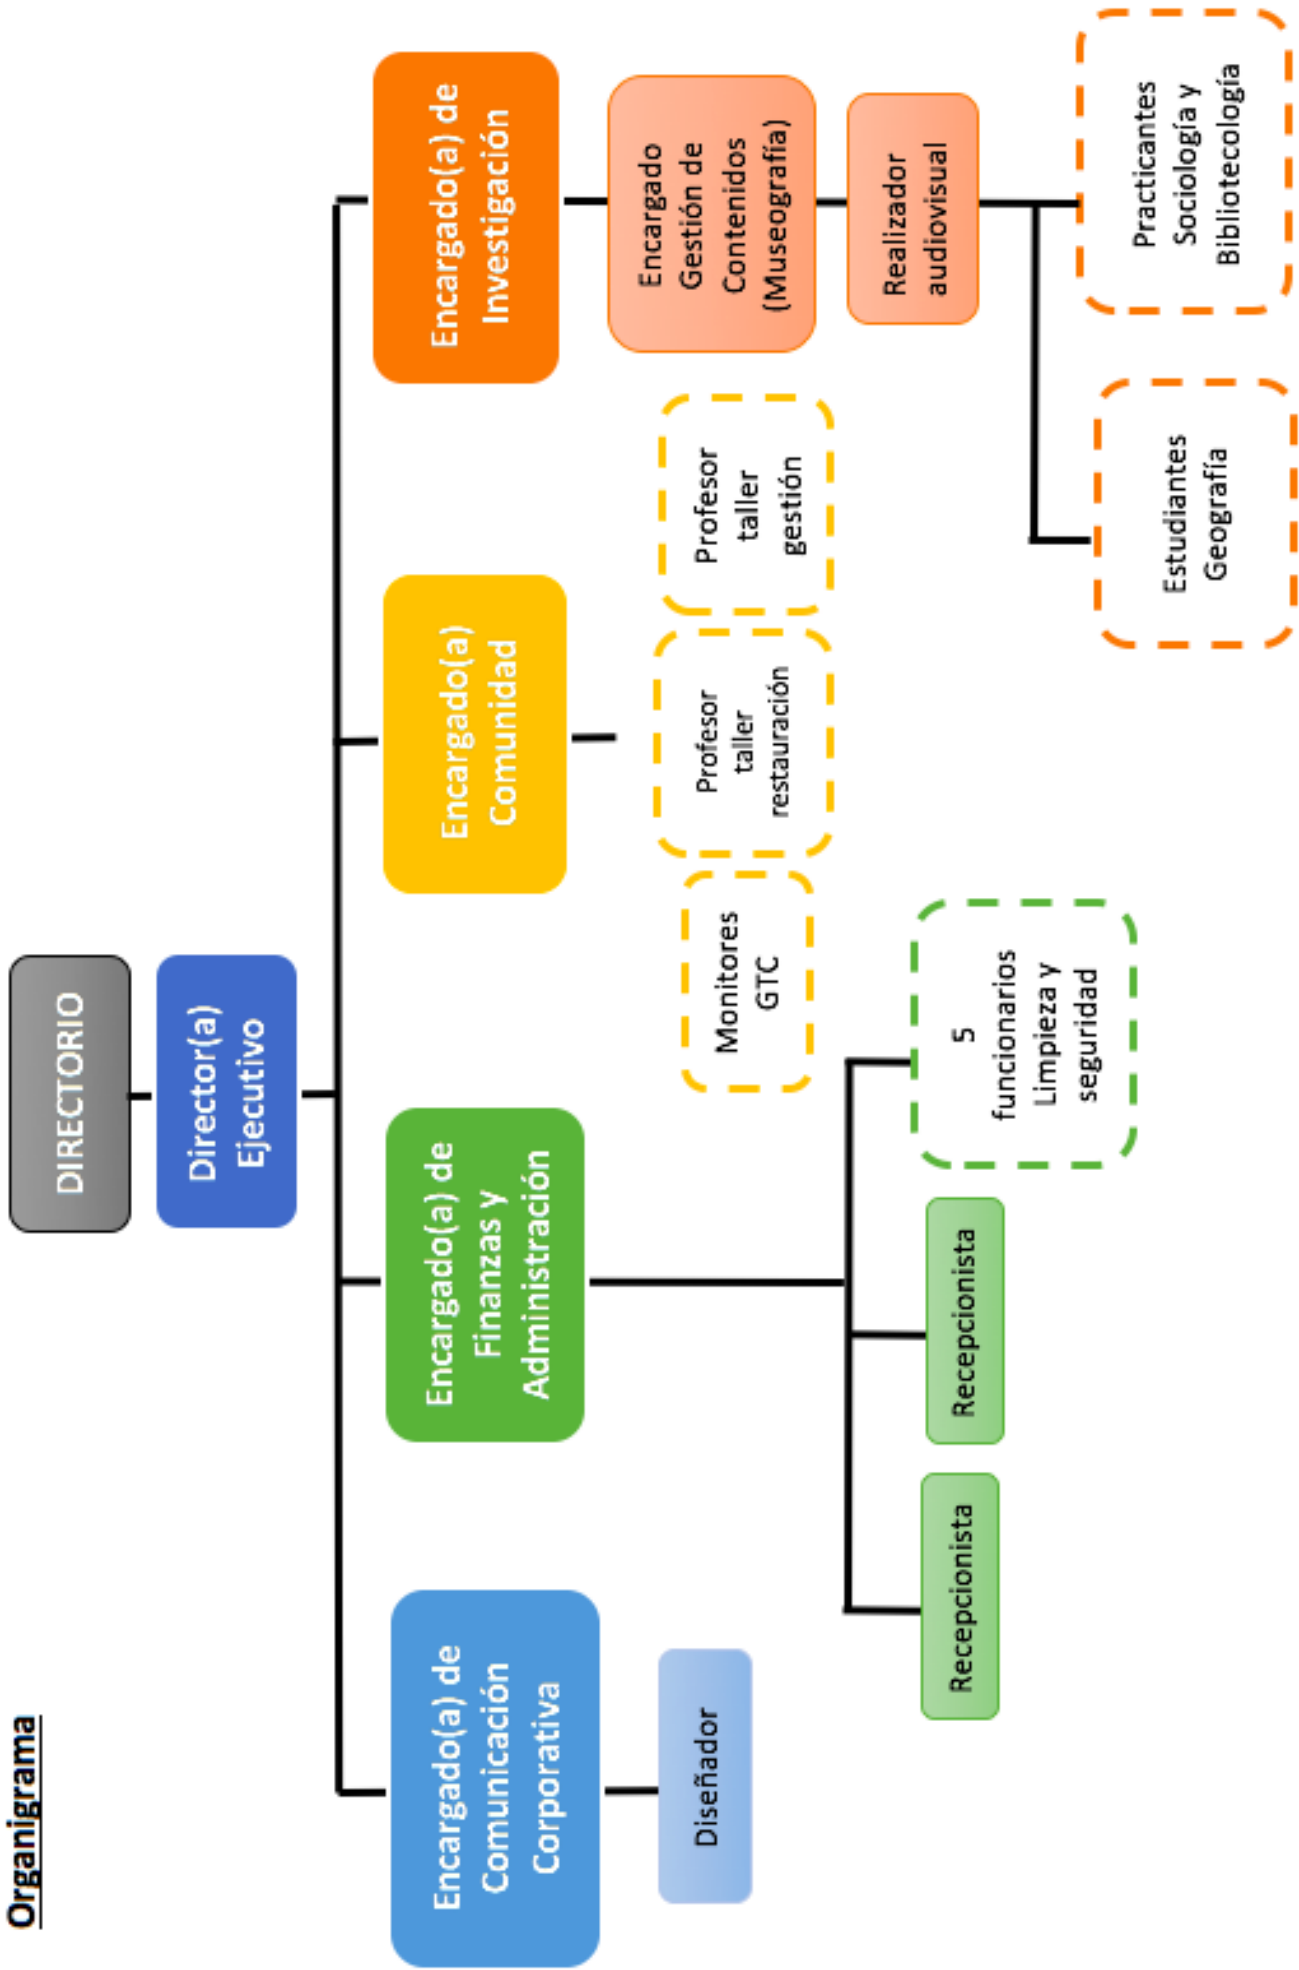 Organigrama
DIRECTORIO
Director(a)
Ejecutivo
Encargado(a) de
Comunicación
Corporativa
Encargado(a) de
Finanzas y
Administración
Encargado(a)
Comunidad
Encargado(a) de
Investigación
Diseñador
Recepcionista
Recepcionista
5
funcionarios
Limpieza y
seguridad
Monitores
GTC
Profesor
taller
restauración
Profesor
taller
gestión
Encargado
Gestión de
Contenidos
(Museografía)
Realizador
audiovisual
Estudiantes
Geografía
Practicantes
Sociología y
Bibliotecología